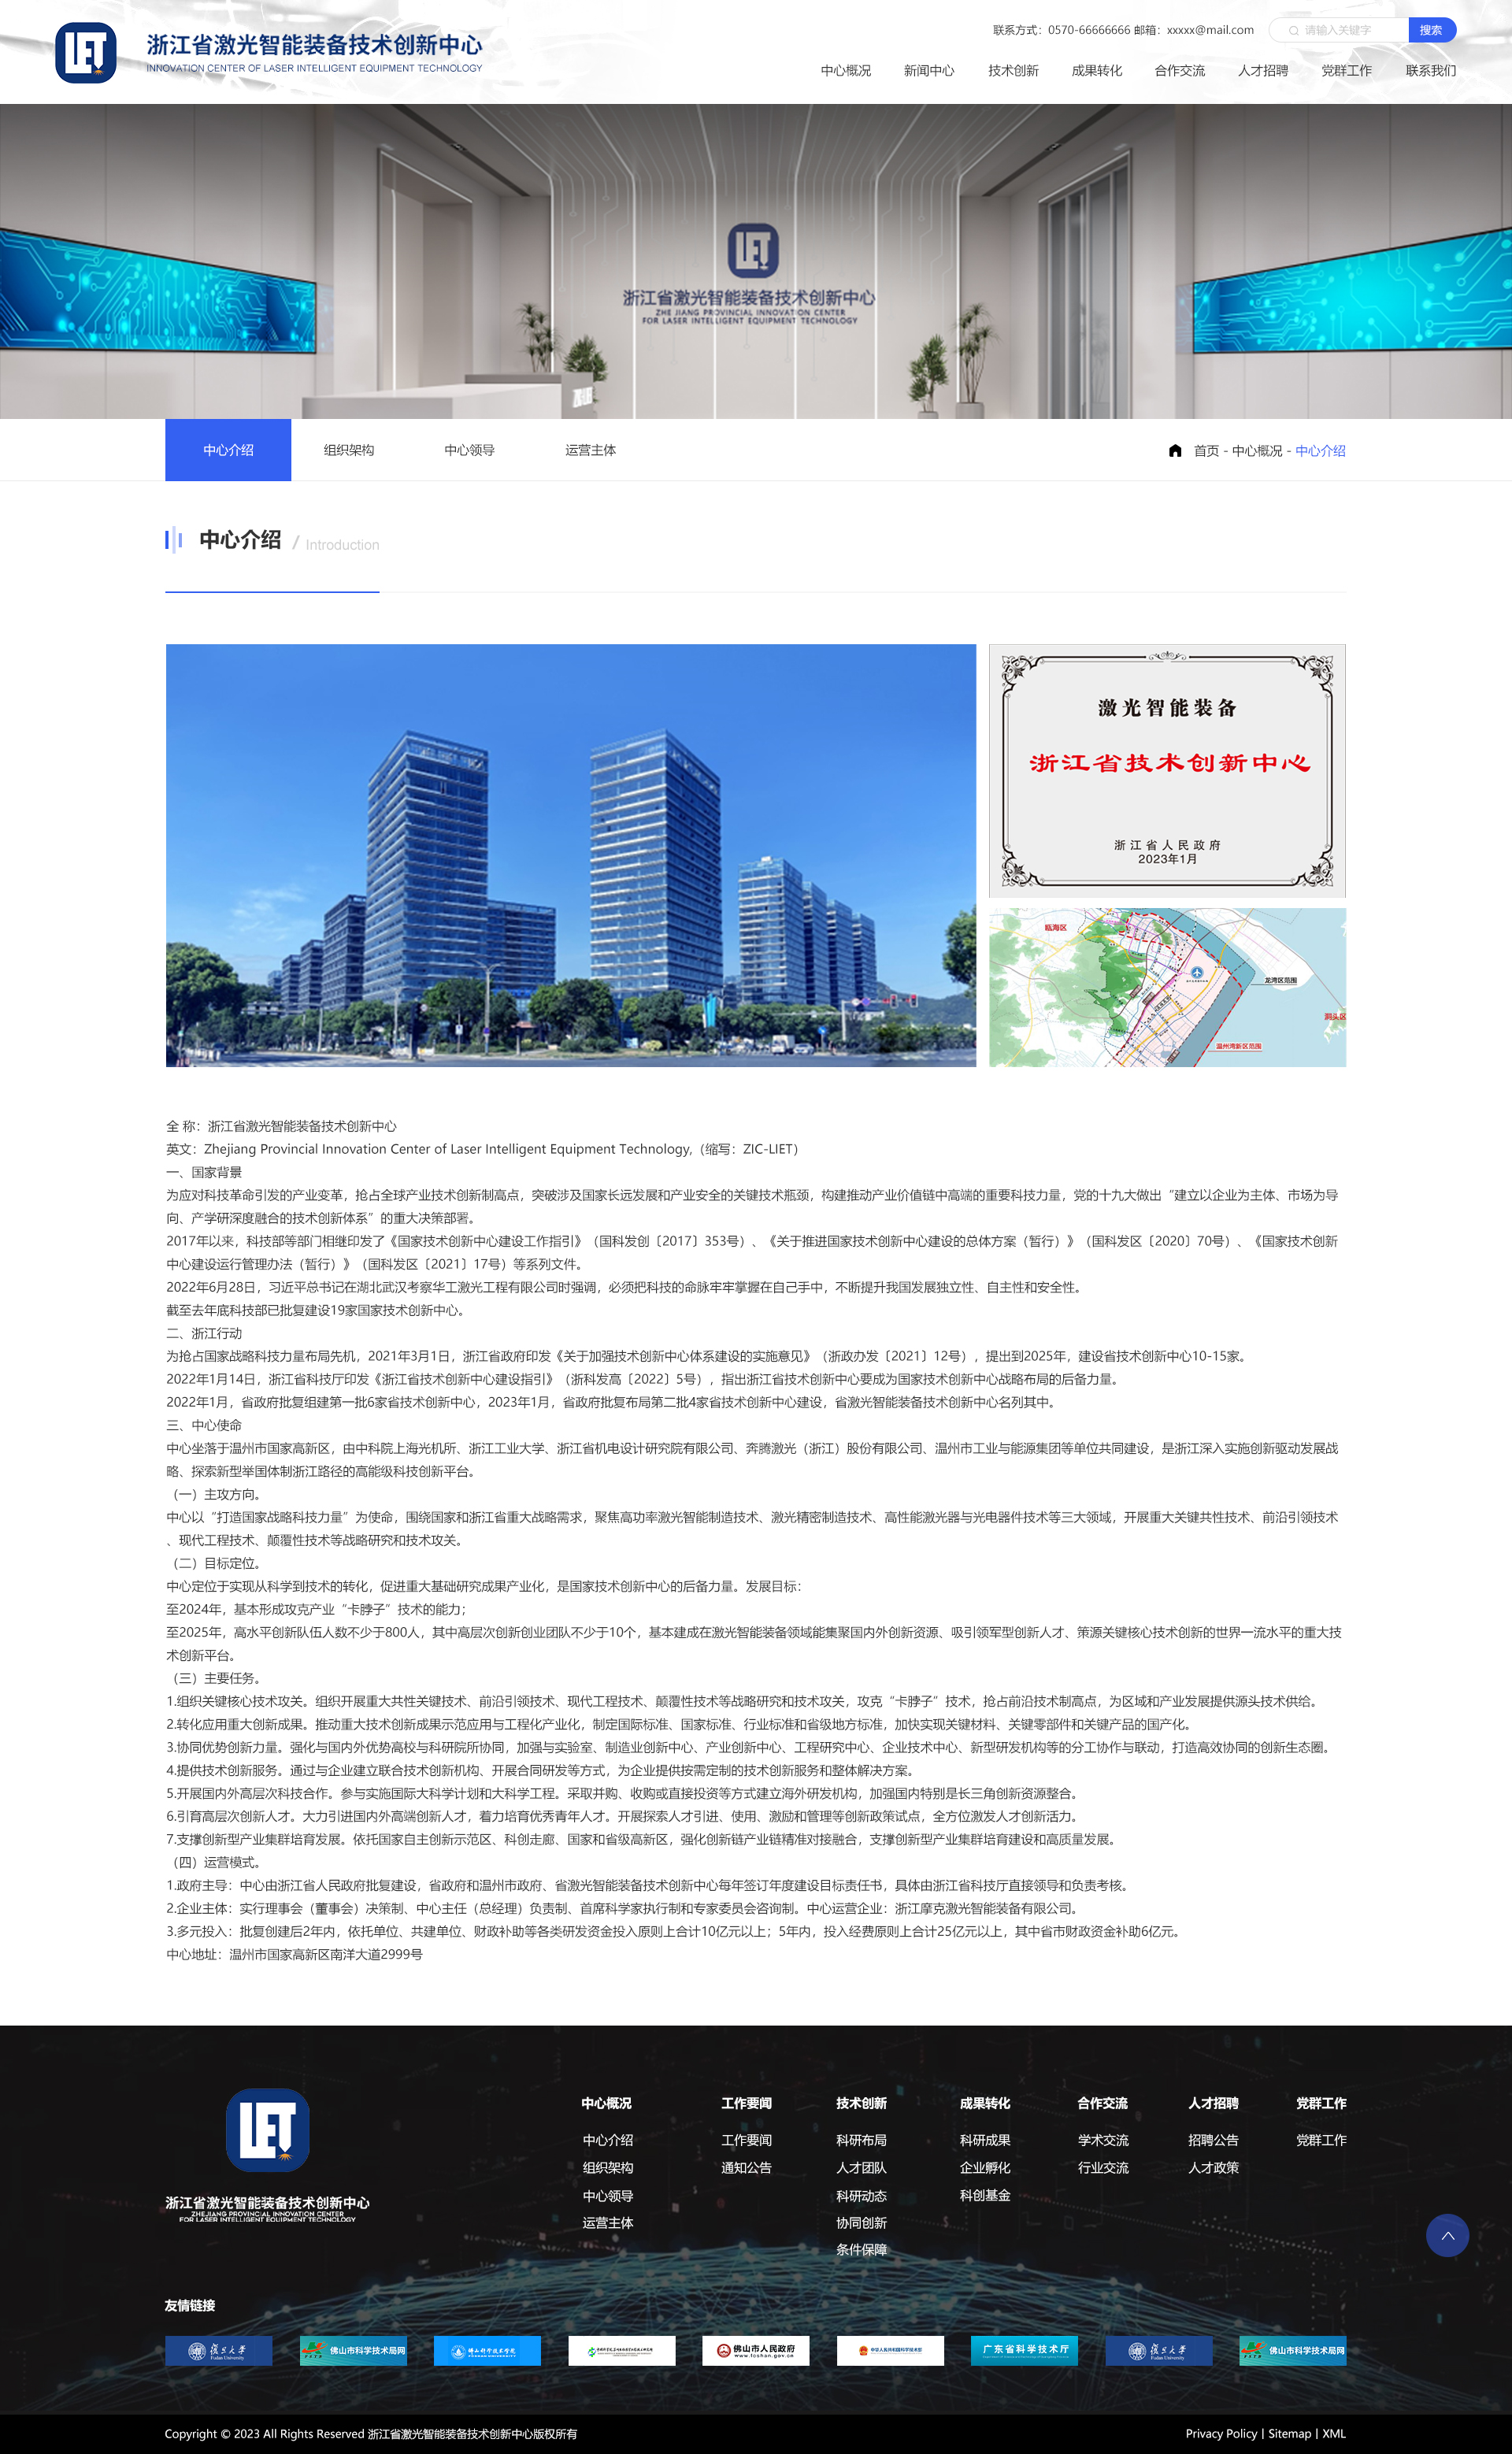 LET
浙江省激光智能装备技术创新中心
INNOVATION CENTER OF LASER INTELLIGENT EQUIPMENT TECHNOLOGY
联系方式：0570-66666666 邮箱：xxxxx@mail.com
请输入关键字
搜索
中心概况 新闻中心 技术创新 成果转化 合作交流 人才招聘 党群工作 联系我们
LET
浙江省激光智能装备技术创新中心
ZHE JIANG PROVINCIAL INNOVATION CENTER
FOR LASER INTELLIGENT EQUIPMENT TECHNOLOGY
中心介绍 组织架构 中心领导 运营主体
首页 - 中心概况 - 中心介绍
中心介绍 / Introduction
激光智能装备
浙江省技术创新中心
浙江省人民政府
2023年1月
瓯海区
龙湾区范围
洞头区
温州湾新区范围
全 称：浙江省激光智能装备技术创新中心
英文：Zhejiang Provincial Innovation Center of Laser Intelligent Equipment Technology,（缩写：ZIC-LIET）
一、国家背景
为应对科技革命引发的产业变革，抢占全球产业技术创新制高点，突破涉及国家长远发展和产业安全的关键技术瓶颈，构建推动产业价值链中高端的重要科技力量，党的十九大做出“建立以企业为主体、市场为导
向、产学研深度融合的技术创新体系”的重大决策部署。
2017年以来，科技部等部门相继印发了《国家技术创新中心建设工作指引》（国科发创〔2017〕353号）、《关于推进国家技术创新中心建设的总体方案（暂行）》（国科发区〔2020〕70号）、《国家技术创新
中心建设运行管理办法（暂行）》（国科发区〔2021〕17号）等系列文件。
2022年6月28日，习近平总书记在湖北武汉考察华工激光工程有限公司时强调，必须把科技的命脉牢牢掌握在自己手中，不断提升我国发展独立性、自主性和安全性。
截至去年底科技部已批复建设19家国家技术创新中心。
二、浙江行动
为抢占国家战略科技力量布局先机，2021年3月1日，浙江省政府印发《关于加强技术创新中心体系建设的实施意见》（浙政办发〔2021〕12号），提出到2025年，建设省技术创新中心10-15家。
2022年1月14日，浙江省科技厅印发《浙江省技术创新中心建设指引》（浙科发高〔2022〕5号），指出浙江省技术创新中心要成为国家技术创新中心战略布局的后备力量。
2022年1月，省政府批复组建第一批6家省技术创新中心，2023年1月，省政府批复布局第二批4家省技术创新中心建设，省激光智能装备技术创新中心名列其中。
三、中心使命
中心坐落于温州市国家高新区，由中科院上海光机所、浙江工业大学、浙江省机电设计研究院有限公司、奔腾激光（浙江）股份有限公司、温州市工业与能源集团等单位共同建设，是浙江深入实施创新驱动发展战
略、探索新型举国体制浙江路径的高能级科技创新平台。
（一）主攻方向。
中心以“打造国家战略科技力量”为使命，围绕国家和浙江省重大战略需求，聚焦高功率激光智能制造技术、激光精密制造技术、高性能激光器与光电器件技术等三大领域，开展重大关键共性技术、前沿引领技术
、现代工程技术、颠覆性技术等战略研究和技术攻关。
（二）目标定位。
中心定位于实现从科学到技术的转化，促进重大基础研究成果产业化，是国家技术创新中心的后备力量。发展目标：
至2024年，基本形成攻克产业“卡脖子”技术的能力；
至2025年，高水平创新队伍人数不少于800人，其中高层次创新创业团队不少于10个，基本建成在激光智能装备领域能集聚国内外创新资源、吸引领军型创新人才、策源关键核心技术创新的世界一流水平的重大技
术创新平台。
（三）主要任务。
1.组织关键核心技术攻关。组织开展重大共性关键技术、前沿引领技术、现代工程技术、颠覆性技术等战略研究和技术攻关，攻克“卡脖子”技术，抢占前沿技术制高点，为区域和产业发展提供源头技术供给。
2.转化应用重大创新成果。推动重大技术创新成果示范应用与工程化产业化，制定国际标准、国家标准、行业标准和省级地方标准，加快实现关键材料、关键零部件和关键产品的国产化。
3.协同优势创新力量。强化与国内外优势高校与科研院所协同，加强与实验室、制造业创新中心、产业创新中心、工程研究中心、企业技术中心、新型研发机构等的分工协作与联动，打造高效协同的创新生态圈。
4.提供技术创新服务。通过与企业建立联合技术创新机构、开展合同研发等方式，为企业提供按需定制的技术创新服务和整体解决方案。
5.开展国内外高层次科技合作。参与实施国际大科学计划和大科学工程。采取并购、收购或直接投资等方式建立海外研发机构，加强国内特别是长三角创新资源整合。
6.引育高层次创新人才。大力引进国内外高端创新人才，着力培育优秀青年人才。开展探索人才引进、使用、激励和管理等创新政策试点，全方位激发人才创新活力。
7.支撑创新型产业集群培育发展。依托国家自主创新示范区、科创走廊、国家和省级高新区，强化创新链产业链精准对接融合，支撑创新型产业集群培育建设和高质量发展。
（四）运营模式。
1.政府主导：中心由浙江省人民政府批复建设，省政府和温州市政府、省激光智能装备技术创新中心每年签订年度建设目标责任书，具体由浙江省科技厅直接领导和负责考核。
2.企业主体：实行理事会（董事会）决策制、中心主任（总经理）负责制、首席科学家执行制和专家委员会咨询制。中心运营企业：浙江摩克激光智能装备有限公司。
3.多元投入：批复创建后2年内，依托单位、共建单位、财政补助等各类研发资金投入原则上合计10亿元以上；5年内，投入经费原则上合计25亿元以上，其中省市财政资金补助6亿元。
中心地址：温州市国家高新区南洋大道2999号
LET
浙江省激光智能装备技术创新中心
ZHEJIANG PROVINCIAL INNOVATION CENTER
FOR LASER INTELLIGENT EQUIPMENT TECHNOLOGY
中心概况 工作要闻 技术创新 成果转化 合作交流 人才招聘 党群工作
中心介绍 工作要闻 科研布局 科研成果 学术交流 招聘公告 党群工作
组织架构 通知公告 人才团队 企业孵化 行业交流 人才政策
中心领导 科研动态 科创基金
运营主体 协同创新
条件保障
友情链接
復旦大学
Fudan University
佛山市科学技术局网
佛山科学技术学院
佛山市人民政府
www.foshan.gov.cn
中华人民共和国科学技术部
广东省科学技术厅
復旦大学
Fudan University
佛山市科学技术局网
Copyright © 2023 All Rights Reserved 浙江省激光智能装备技术创新中心版权所有
Privacy Policy | Sitemap | XML